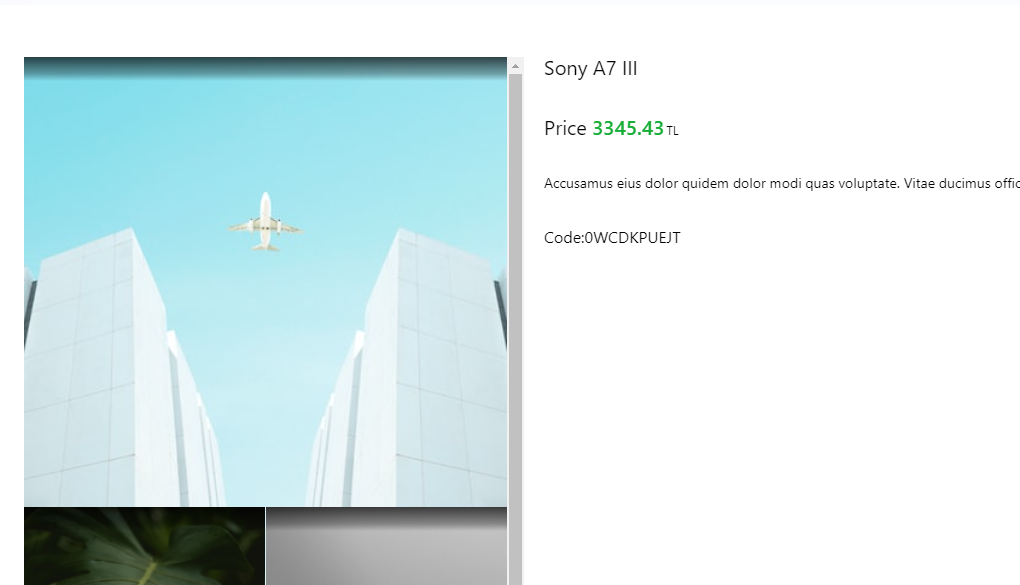 Sony A7 III
Price 3345.43 TL
Accusamus eius dolor quidem dolor modi quas voluptate. Vitae ducimus
Code:0WCDKPUEJT